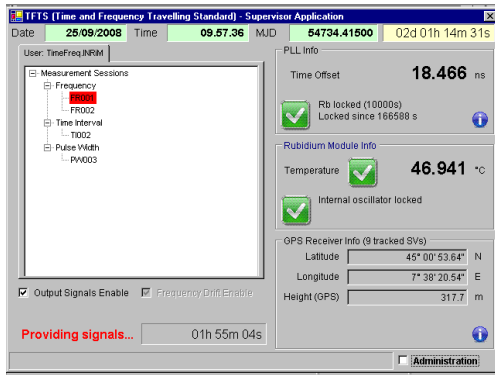 TFTS (Time and Frequency Travelling Standard) - Supervisor Application
Date 25/09/2008 Time 09.57.36 MJD 54734.41500 02d 01h 14m 31s
User: TimeFreq.INRiM
Measurement Sessions
Frequency
FR001
FR002
Time Interval
TI002
Pulse Width
PW003
Output Signals Enable Frequency Drift Enable
Providing signals... 01h 55m 04s
PLL Info
Time Offset 18.466 ns
Rb locked (10000s)
Locked since 166588 s
Rubidium Module Info
Temperature 46.941 °C
Internal oscillator locked
GPS Receiver Info (9 tracked SVs)
Latitude 45° 00' 53.64" N
Longitude 7° 38' 20.54" E
Height (GPS) 317.7 m
Administration